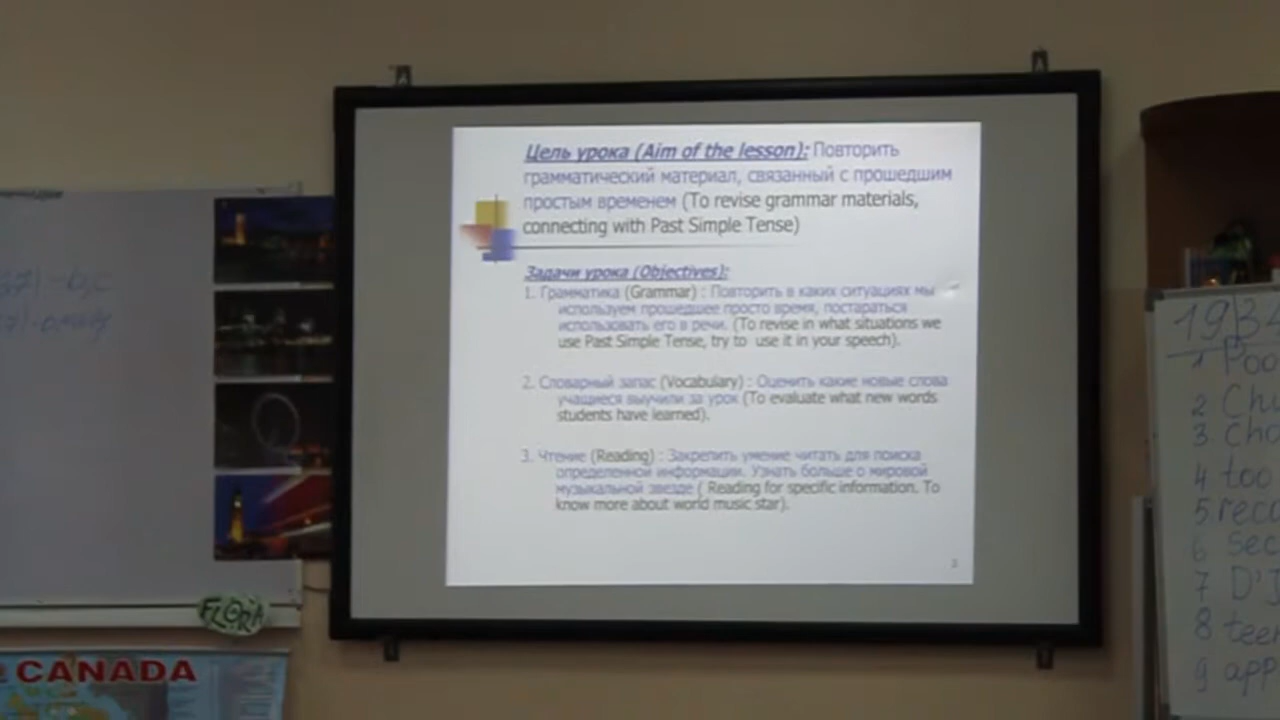 Цель урока (Aim of the lesson): Повторить
грамматический материал, связанный с прошедшим
простым временем (To revise grammar materials,
connecting with Past Simple Tense)
Задачи урока (Objectives):
1. Грамматика (Grammar) : Повторить в каких ситуациях мы
используем прошедшее просто время, постараться
использовать его в речи. (To revise in what situations we
use Past Simple Tense, try to use it in your speech).
2. Словарный запас (Vocabulary) : Оценить какие новые слова
учащиеся выучили за урок (To evaluate what new words
students have learned).
3. Чтение (Reading) : Закрепить умение читать для поиска
определенной информации. Узнать больше о мировой
музыкальной звезде ( Reading for specific information. To
know more about world music star).
FLORIA
CANADA
1934
1
2
3
4 too
5
6
7
8
9